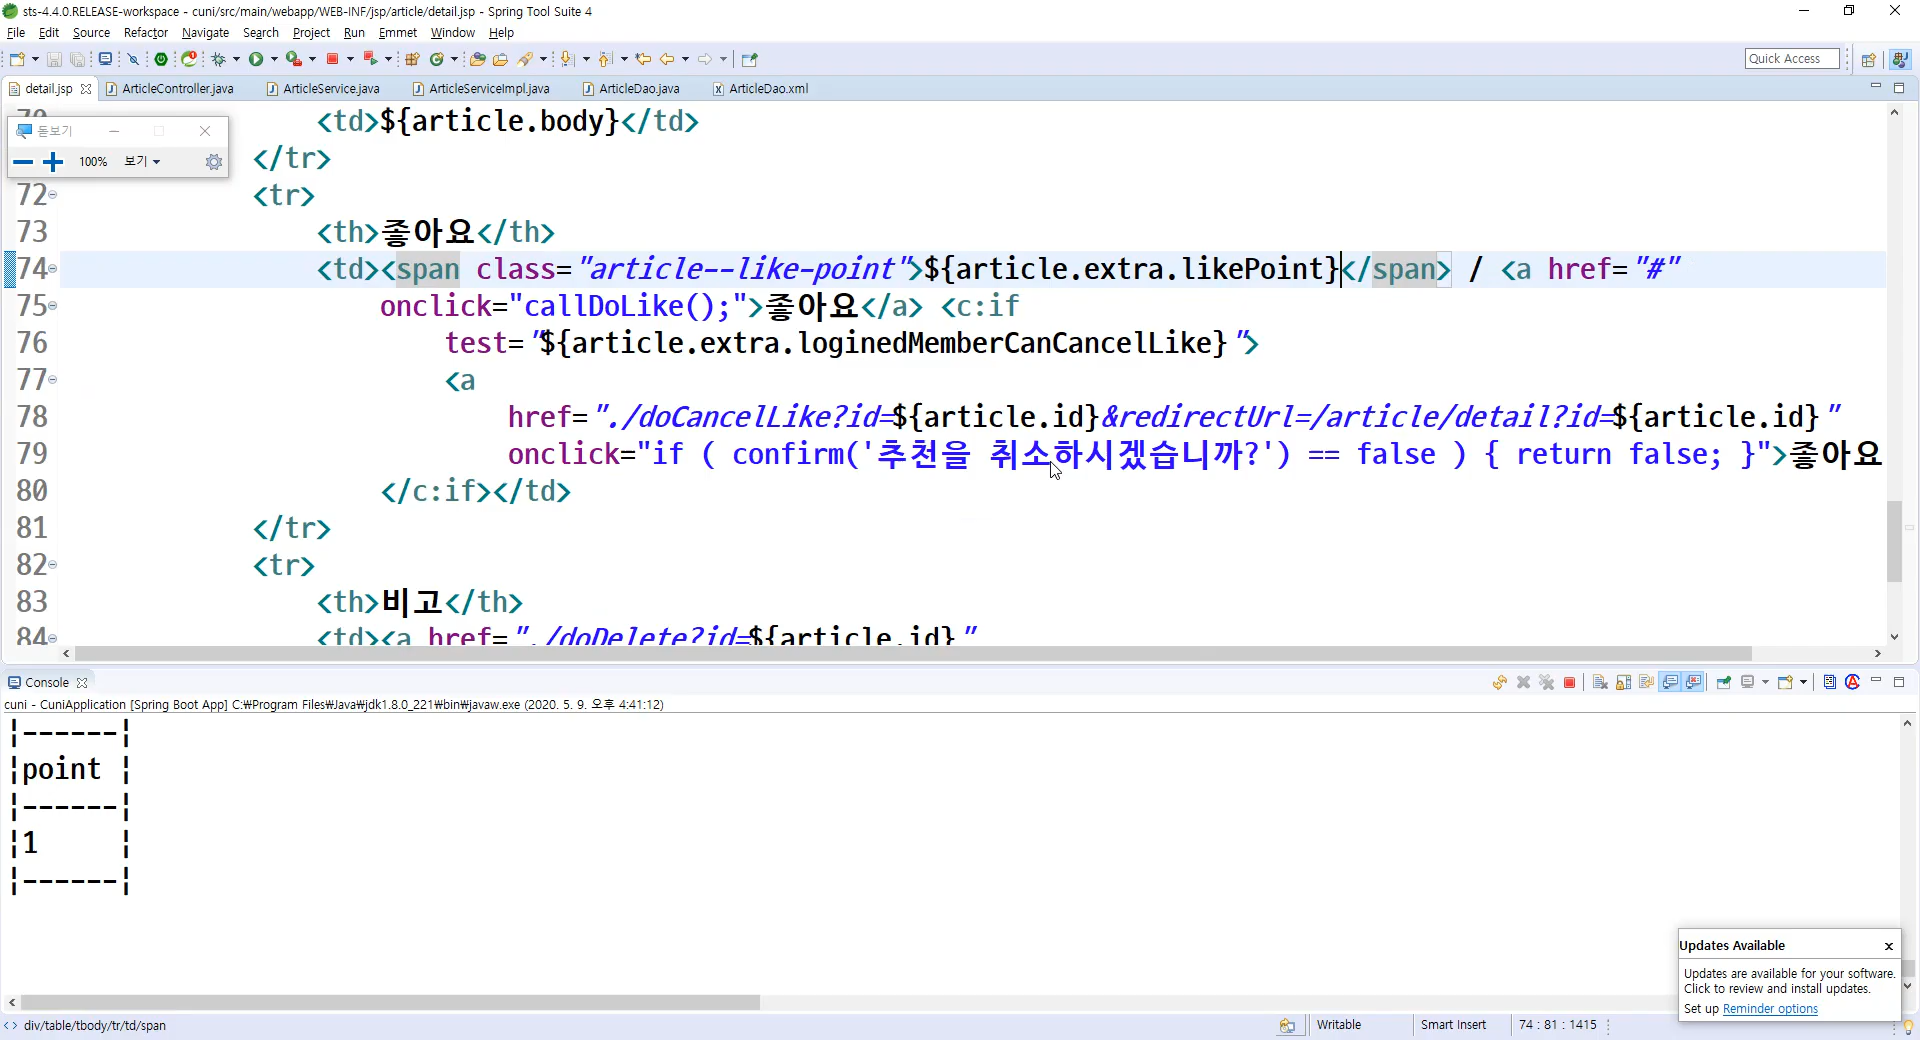 sts-4.4.0.RELEASE-workspace - cuni/src/main/webapp/WEB-INF/jsp/article/detail.jsp - Spring Tool Suite 4
File Edit Source Refactor Navigate Search Project Run Emmet Window Help
Quick Access
detail.jsp ArticleController.java ArticleService.java ArticleServiceImpl.java ArticleDao.java ArticleDao.xml
<td>${article.body}</td>
돋보기
100% 보기
</tr>
72 <tr>
73 <th>좋아요</th>
74 <td><span class="article--like-point">${article.extra.likePoint}</span> / <a href="#"
75 onclick="callDoLike();">좋아요</a> <c:if
76 test="${article.extra.loginedMemberCanCancelLike}">
77 <a
78 href="./doCancelLike?id=${article.id}&redirectUrl=/article/detail?id=${article.id}"
79 onclick="if ( confirm('추천을 취소하시겠습니까?') == false ) { return false; }">좋아요
80 </c:if></td>
81 </tr>
82 <tr>
83 <th>비고</th>
84 <td><a href="./doDelete?id=${article.id}"
Console
cuni - CuniApplication [Spring Boot App] C:₩Program Files₩Java₩jdk1.8.0_221₩bin₩javaw.exe (2020. 5. 9. 오후 4:41:12)
|------|
|point |
|------|
|1 |
|------|
Updates Available
Updates are available for your software.
Click to review and install updates.
Set up Reminder options
div/table/tbody/tr/td/span
Writable
Smart Insert
74 : 81 : 1415